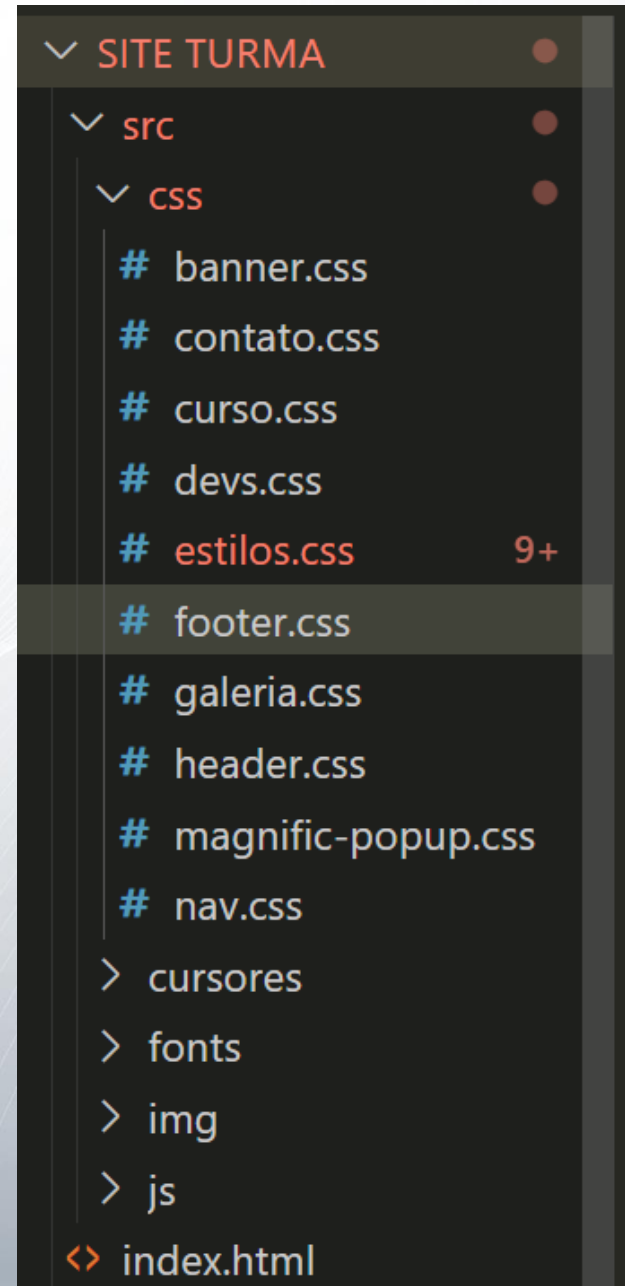 SITE TURMA
src
css
# banner.css
# contato.css
# curso.css
# devs.css
# estilos.css 9+
# footer.css
# galeria.css
# header.css
# magnific-popup.css
# nav.css
cursores
fonts
img
js
<> index.html